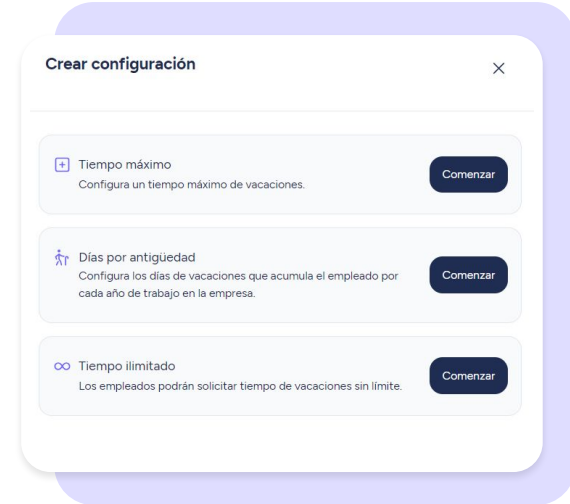 Crear configuración
Tiempo máximo
Configura un tiempo máximo de vacaciones.
Comenzar
Días por antigüedad
Configura los días de vacaciones que acumula el empleado por
cada año de trabajo en la empresa.
Comenzar
Tiempo ilimitado
Los empleados podrán solicitar tiempo de vacaciones sin límite.
Comenzar